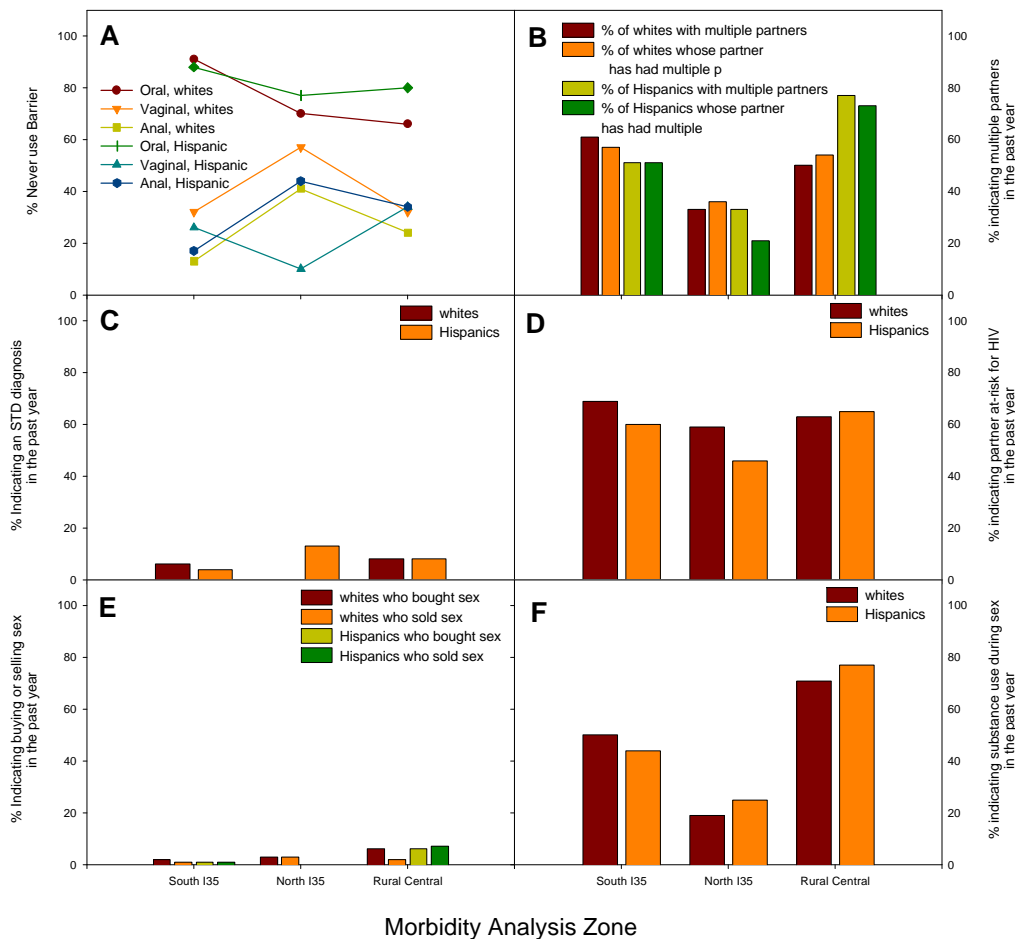 A
% Never use Barrier
100
80
60
40
20
0
Oral, whites
Vaginal, whites
Anal, whites
Oral, Hispanic
Vaginal, Hispanic
Anal, Hispanic
B
% of whites with multiple partners
% of whites whose partner
has had multiple p
% of Hispanics with multiple partners
% of Hispanics whose partner
has had multiple
100
80
60
40
20
0
% indicating multiple partners
in the past year
C
% Indicating an STD diagnosis
in the past year
100
80
60
40
20
0
whites
Hispanics
D
whites
Hispanics
100
80
60
40
20
0
% indicating partner at-risk for HIV
in the past year
E
% Indicating buying or selling sex
in the past year
100
80
60
40
20
0
whites who bought sex
whites who sold sex
Hispanics who bought sex
Hispanics who sold sex
South I35
North I35
Rural Central
F
whites
Hispanics
100
80
60
40
20
0
% indicating substance use during sex
in the past year
South I35
North I35
Rural Central
Morbidity Analysis Zone